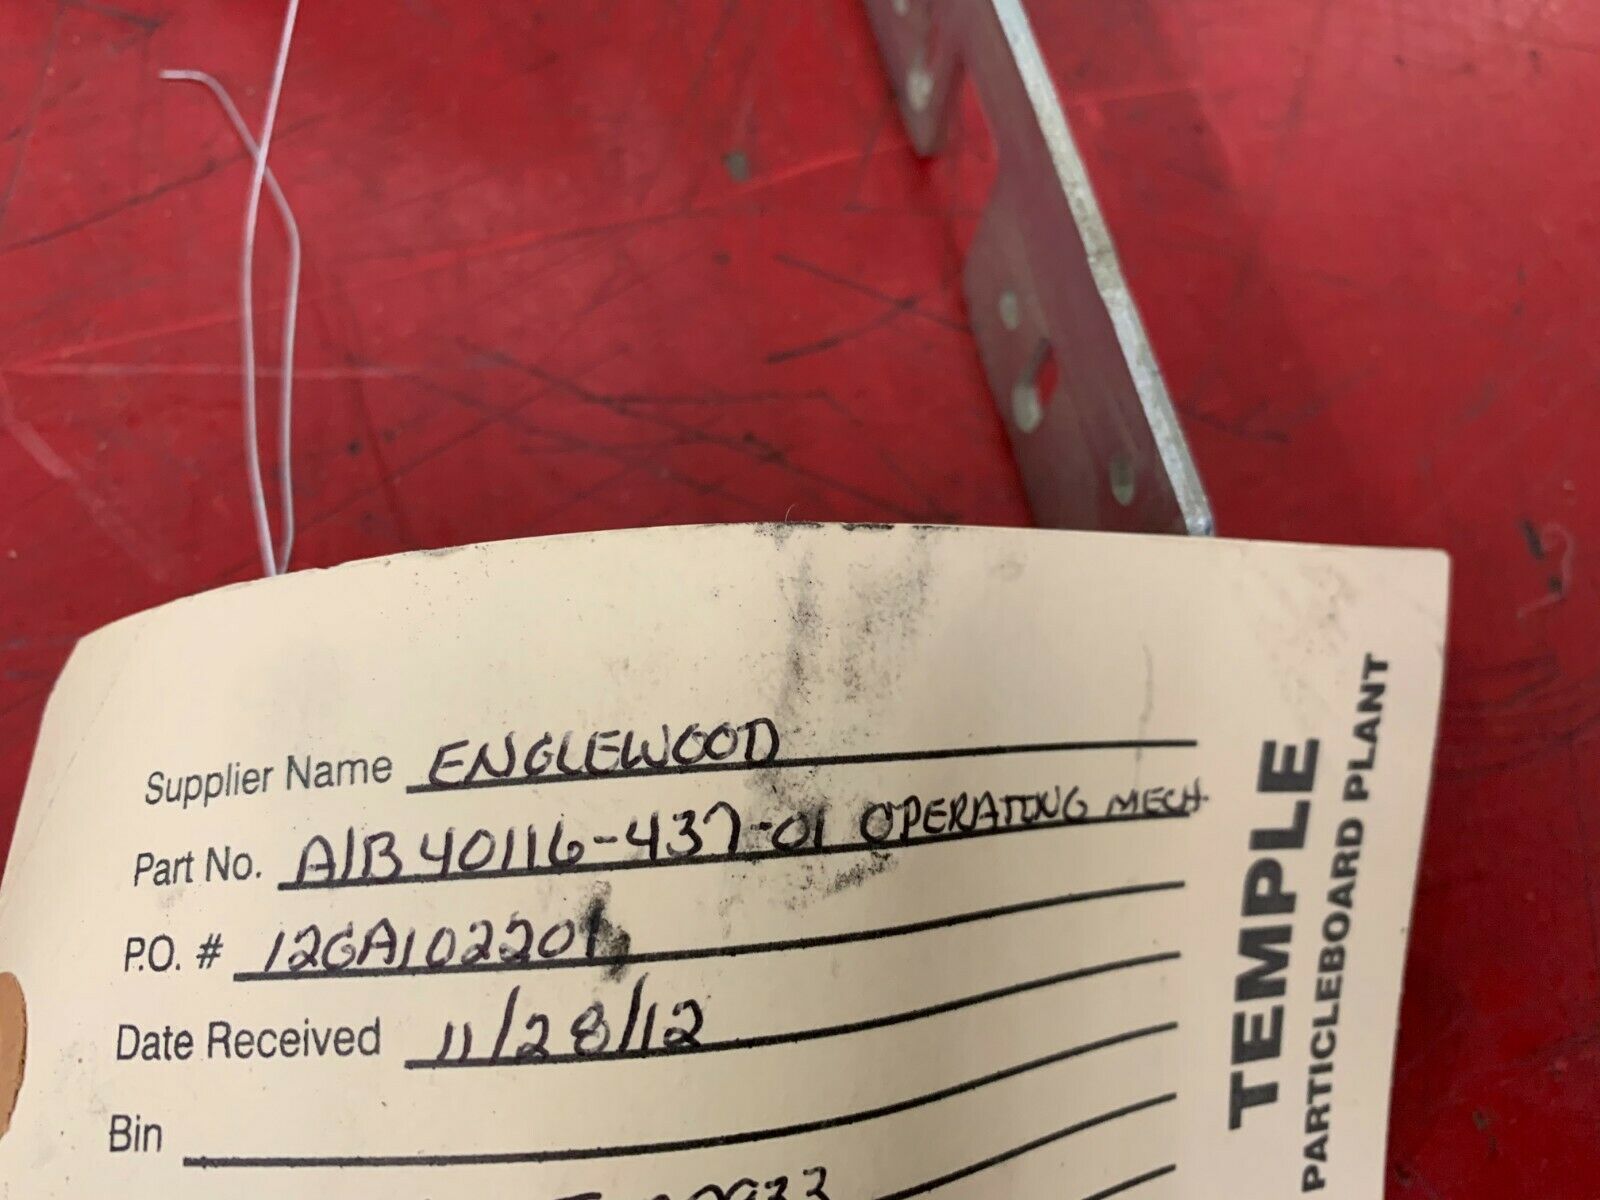 Supplier Name ENGLEWOOD
Part No. A/B 40116-437-01 OPERATING MECH
P.O. # 12GA102201
Date Received 11/28/12
Bin
TEMPLE
PARTICLEBOARD PLANT